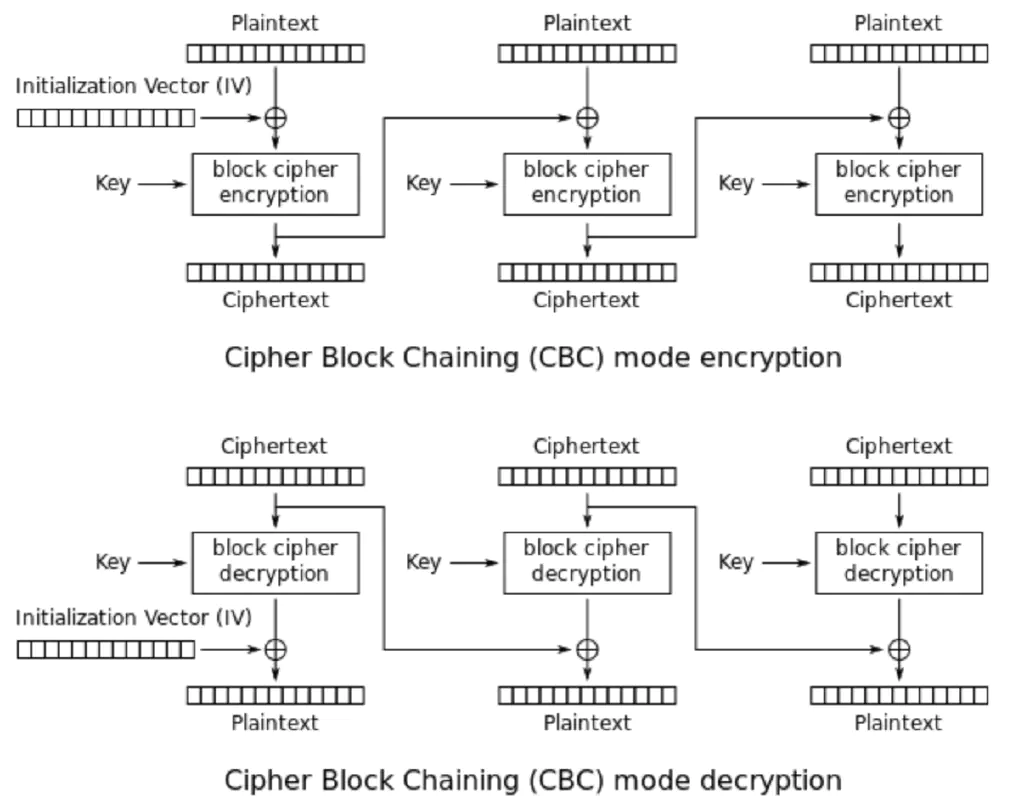 Plaintext Plaintext Plaintext
Initialization Vector (IV)
Key block cipher encryption Key block cipher encryption Key block cipher encryption
Ciphertext Ciphertext Ciphertext
Cipher Block Chaining (CBC) mode encryption
Ciphertext Ciphertext Ciphertext
Key block cipher decryption Key block cipher decryption Key block cipher decryption
Initialization Vector (IV)
Plaintext Plaintext Plaintext
Cipher Block Chaining (CBC) mode decryption